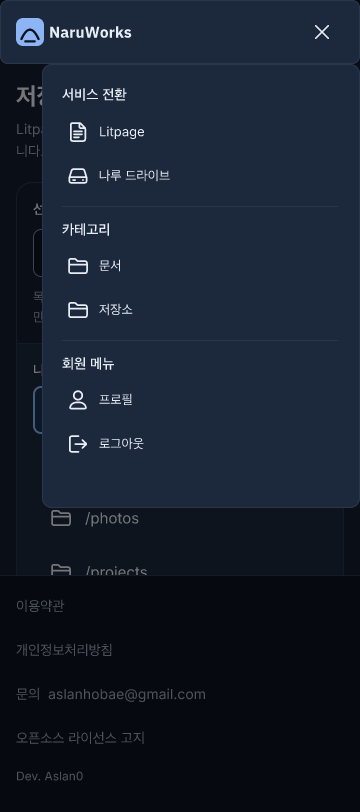 NaruWorks
Litp
니다
서비스 전환
Litpage
나루 드라이브
카테고리
문서
저장소
회원 메뉴
프로필
로그아웃
/photos
/projects
이용약관
개인정보처리방침
문의 aslanhobae@gmail.com
오픈소스 라이선스 고지
Dev. Aslan0